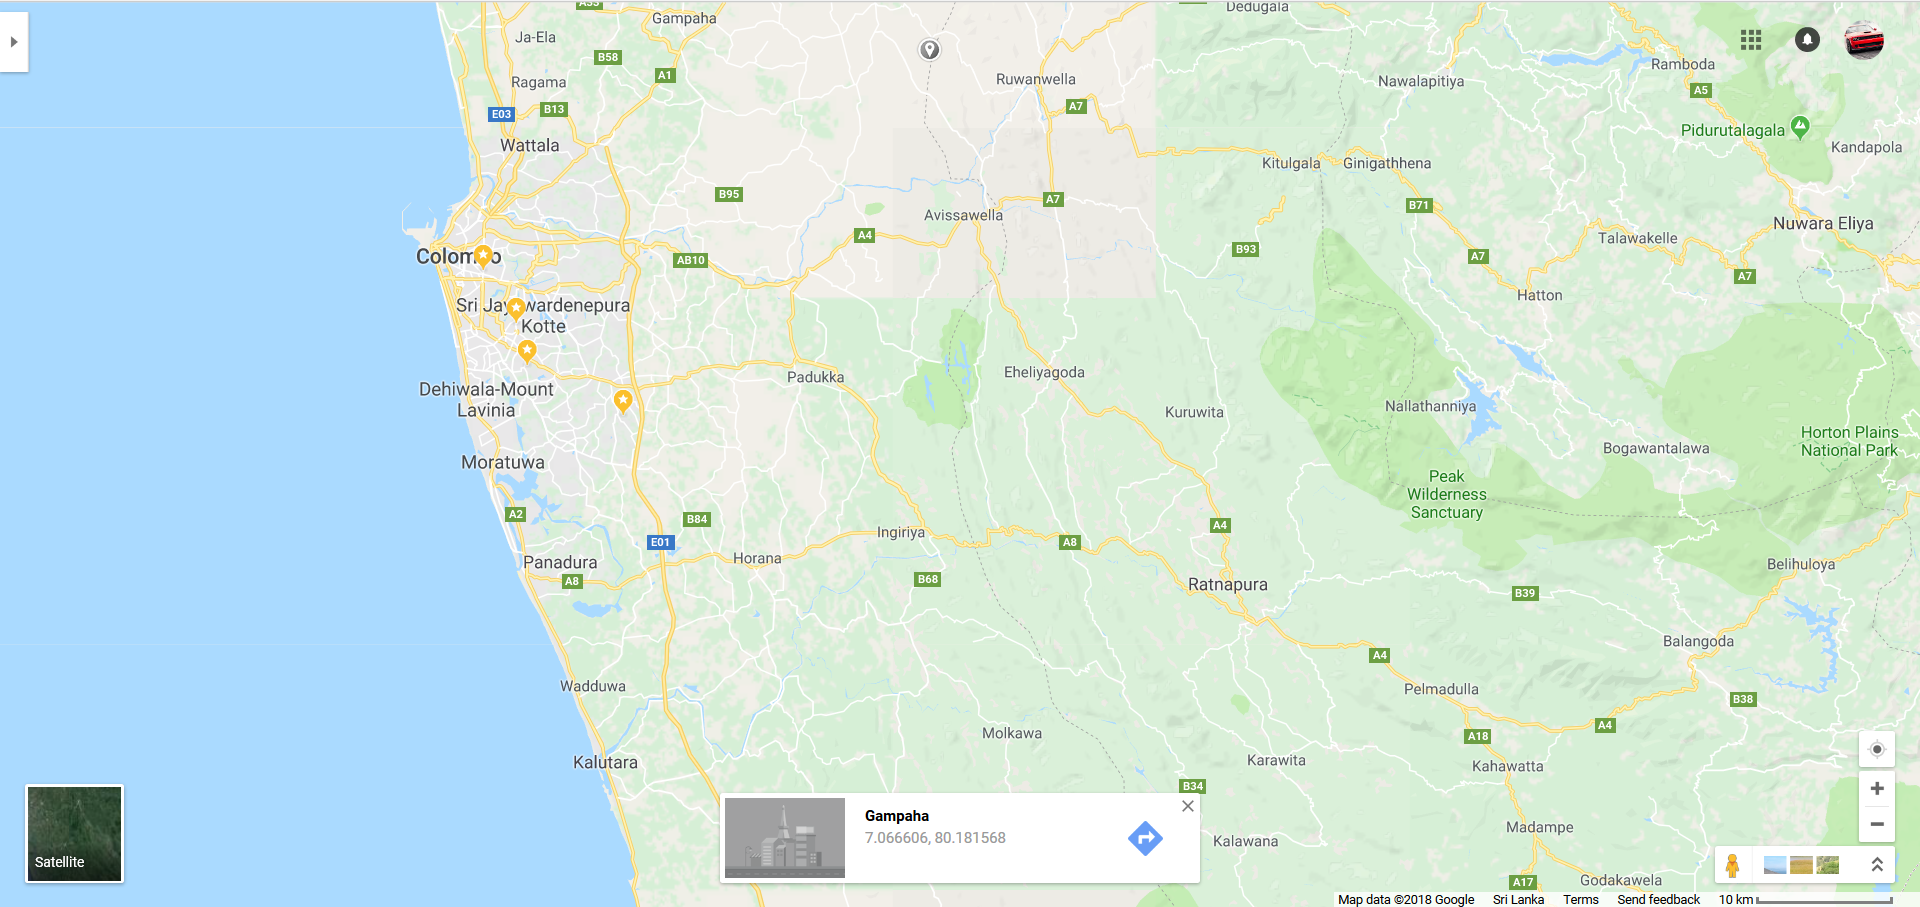 A33
Gampaha
Dedugala
Ja-Ela
B58
A1
Ruwanwella
Nawalapitiya
Ramboda
Ragama
A5
E03
B13
A7
Pidurutalagala
Wattala
Kandapola
Kitulgala
Ginigathhena
B95
A7
B71
Avissawella
Nuwara Eliya
A4
Talawakelle
B93
Colombo
AB10
A7
A7
Hatton
Sri Jayawardenepura
Kotte
Padukka
Eheliyagoda
Dehiwala-Mount
Lavinia
Kuruwita
Nallathanniya
Horton Plains
National Park
Bogawantalawa
Moratuwa
Peak
Wilderness
Sanctuary
A2
B84
A4
Ingiriya
E01
A8
Horana
Panadura
Belihuloya
A8
B68
Ratnapura
B39
Balangoda
A4
Wadduwa
Pelmadulla
B38
A4
Molkawa
A18
Kalutara
Karawita
Kahawatta
B34
Gampaha
7.066606, 80.181568
Madampe
Kalawana
Satellite
A17
Godakawela
Map data ©2018 Google
Sri Lanka
Terms
Send feedback
10 km